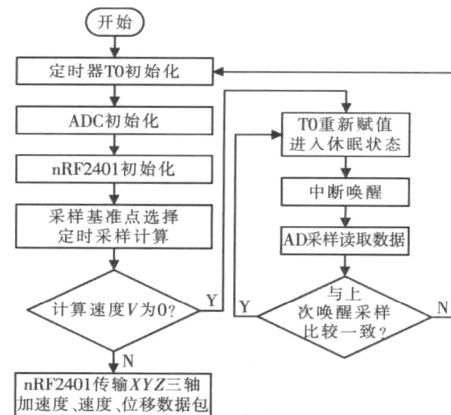 开始
定时器T0初始化
ADC初始化
nRF2401初始化
采样基准点选择
定时采样计算
计算速度V为0?
Y
N
nRF2401传输XYZ三轴
加速度、速度、位移数据包
T0重新赋值
进入休眠状态
中断唤醒
AD采样读取数据
与上
次唤醒采样
比较一致?
Y
N